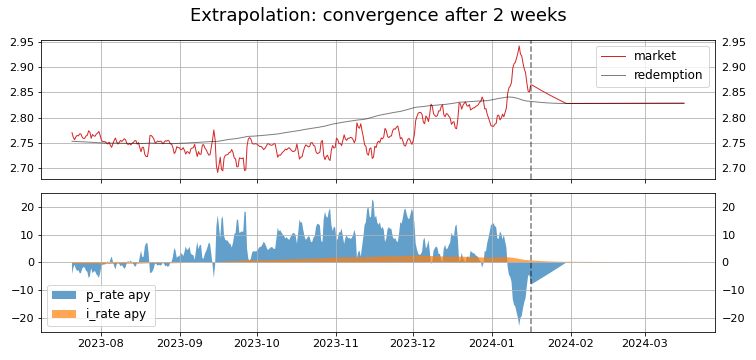 Extrapolation: convergence after 2 weeks
2.95 2.95
2.90 2.90
2.85 2.85
2.80 2.80
2.75 2.75
2.70 2.70
market
redemption
20 20
10 10
0 0
−10 −10
−20 −20
p_rate apy
i_rate apy
2023-08 2023-09 2023-10 2023-11 2023-12 2024-01 2024-02 2024-03